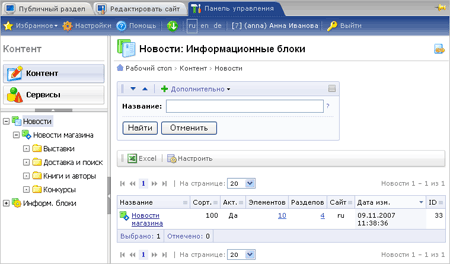 Публичный раздел Редактировать сайт Панель управления
Избранное Настройки Помощь ru en de [7] (anna) Анна Иванова Выйти
Контент
Контент
Сервисы
Новости
Новости магазина
Выставки
Доставка и поиск
Книги и авторы
Конкурсы
Информ. блоки
Новости: Информационные блоки
Рабочий стол › Контент › Новости
Дополнительно
Название: ?
Найти Отменить
Excel Настроить
1 На странице: 20 Новости 1 – 1 из 1
Название Сорт. Акт. Элементов Разделов Сайт Дата изм. ID
Новости магазина 100 Да 10 4 ru 09.11.2007 11:38:36 33
Выбрано: 1 Отмечено: 0
1 На странице: 20 Новости 1 – 1 из 1